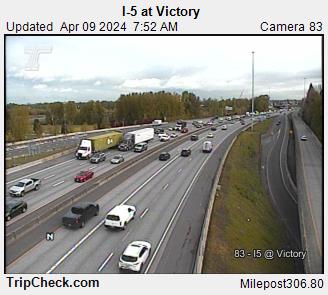 I-5 at Victory
Updated Apr 09 2024 7:52 AM Camera 83
N
83 - I5 @ Victory
TripCheck.com Milepost306.80